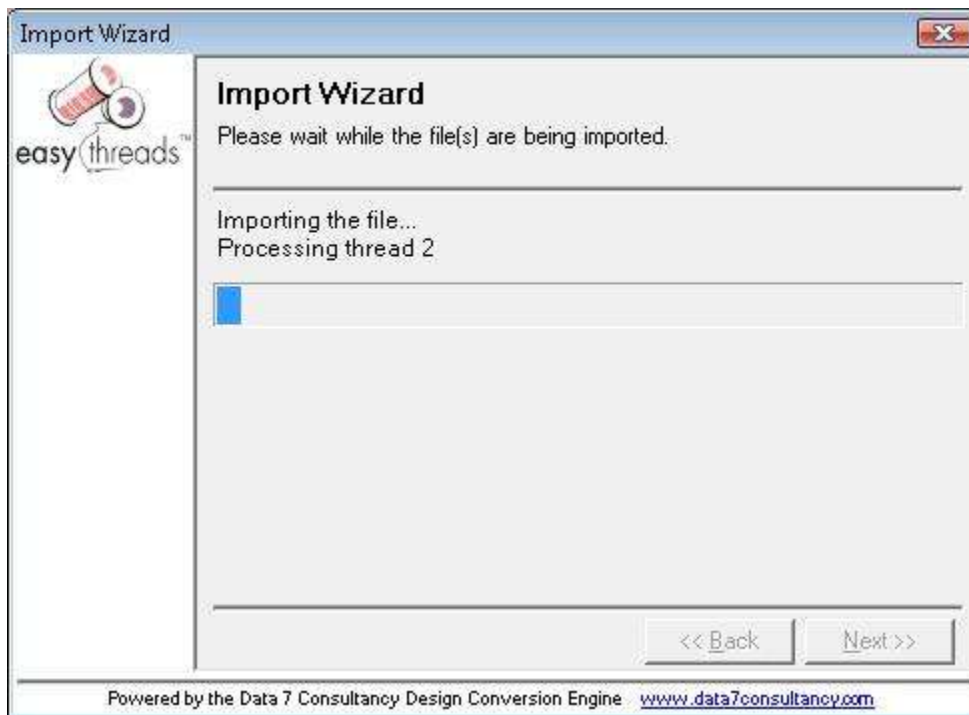 Import Wizard
easy threads™
Import Wizard
Please wait while the file(s) are being imported.
Importing the file...
Processing thread 2
<< Back
Next >>
Powered by the Data 7 Consultancy Design Conversion Engine www.data7consultancy.com